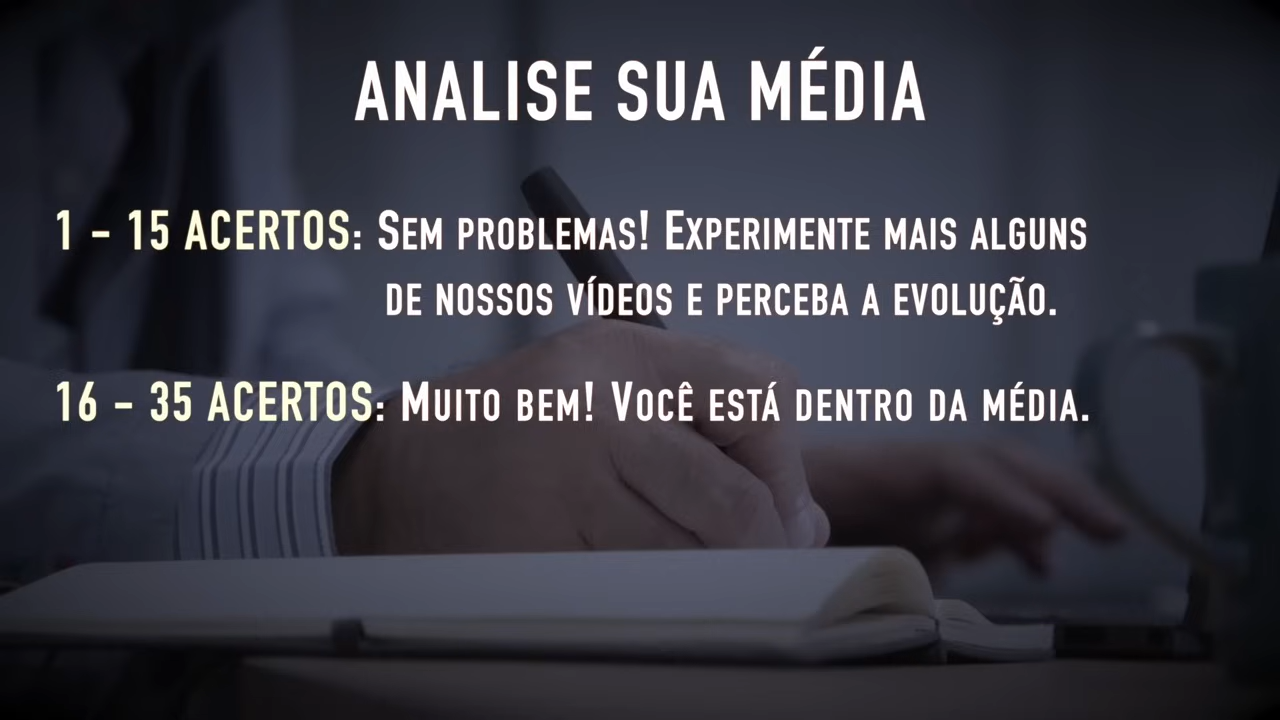 ANALISE SUA MÉDIA
1 - 15 ACERTOS: SEM PROBLEMAS! EXPERIMENTE MAIS ALGUNS
DE NOSSOS VÍDEOS E PERCEBA A EVOLUÇÃO.
16 - 35 ACERTOS: MUITO BEM! VOCÊ ESTÁ DENTRO DA MÉDIA.